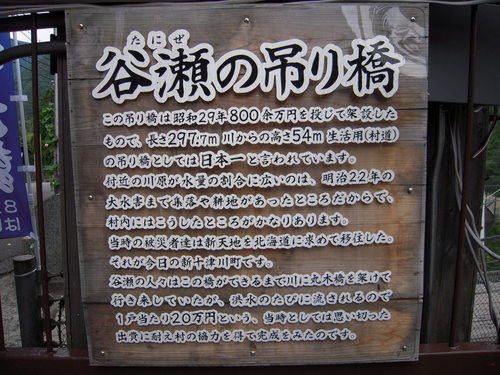 たにぜ
谷瀬の吊り橋
この吊り橋は昭和29年800余万円を投じて架設した
もので、長さ297.7m 川からの高さ54m 生活用(村道)
の吊り橋としては日本一と言われています。
付近の川原が水量の割合に広いのは、明治22年の
大水害まで集落や耕地があったところだからで、
村内にはこうしたところがかなりあります。
当時の被災者達は新天地を北海道に求めて移住した。
それが今日の新十津川町です。
谷瀬の人々はこの橋ができるまで川に丸木橋を架けて
行き来していたが、洪水のたびに流されるので
1戸当たり20万円という、当時としては思い切った
出費に耐え村の協力を得て完成をみたのです。